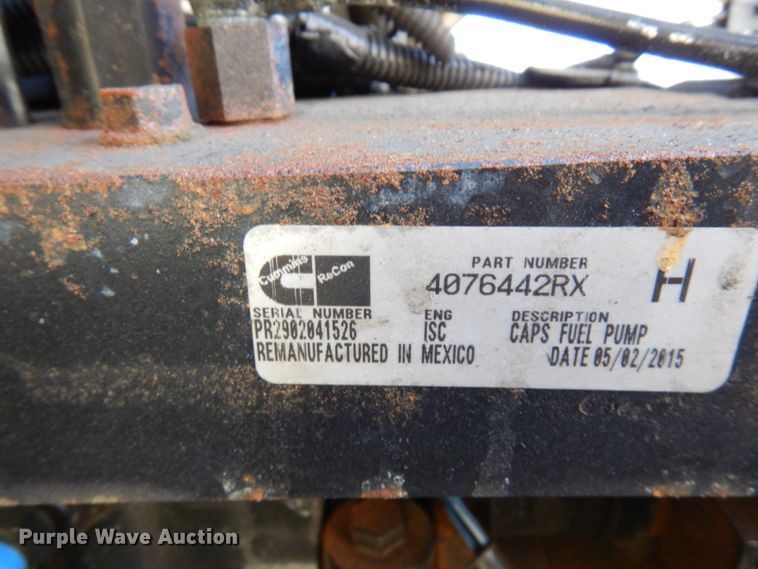 Cummins ReCon
PART NUMBER
4076442RX H
SERIAL NUMBER ENG DESCRIPTION
PR2902041526 ISC CAPS FUEL PUMP
REMANUFACTURED IN MEXICO DATE 05/02/2015
Purple Wave Auction